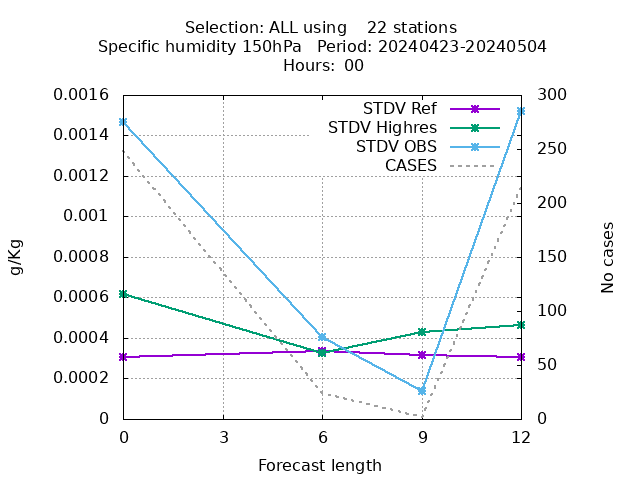 Selection: ALL using    22 stations
Specific humidity 150hPa   Period: 20240423-20240504
Hours: 00
STDV Ref
STDV Highres
STDV OBS
CASES
0.0016
0.0014
0.0012
0.001
0.0008
0.0006
0.0004
0.0002
0
g/Kg
300
250
200
150
100
50
0
No cases
0 3 6 9 12
Forecast length